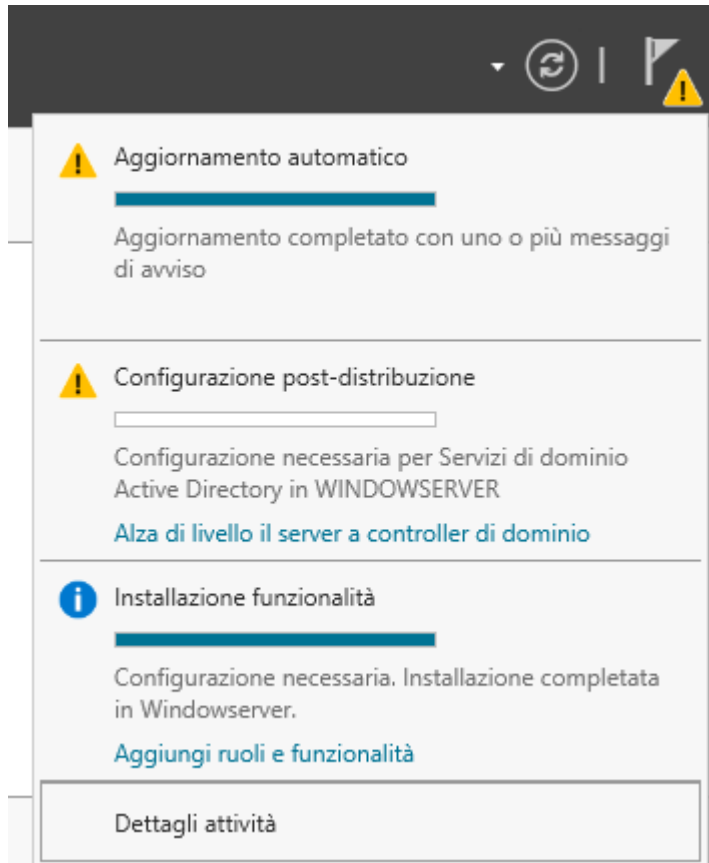 Aggiornamento automatico
Aggiornamento completato con uno o più messaggi
di avviso
Configurazione post-distribuzione
Configurazione necessaria per Servizi di dominio
Active Directory in WINDOWSERVER
Alza di livello il server a controller di dominio
Installazione funzionalità
Configurazione necessaria. Installazione completata
in Windowserver.
Aggiungi ruoli e funzionalità
Dettagli attività